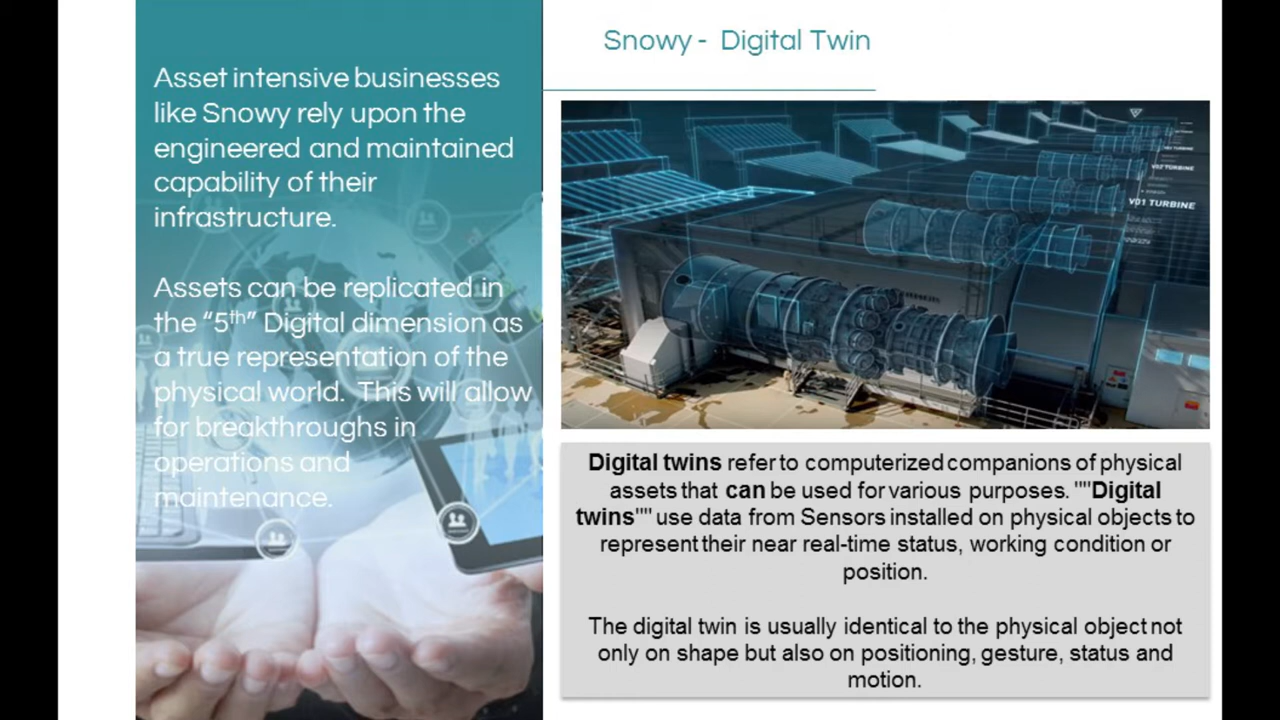 Snowy - Digital Twin
Asset intensive businesses
like Snowy rely upon the
engineered and maintained
capability of their
infrastructure.
Assets can be replicated in
the “5th” Digital dimension as
a true representation of the
physical world. This will allow
for breakthroughs in
operations and
maintenance.
V02 TURBINE
V01 TURBINE
Digital twins refer to computerized companions of physical
assets that can be used for various purposes. ""Digital
twins"" use data from Sensors installed on physical objects to
represent their near real-time status, working condition or
position.
The digital twin is usually identical to the physical object not
only on shape but also on positioning, gesture, status and
motion.